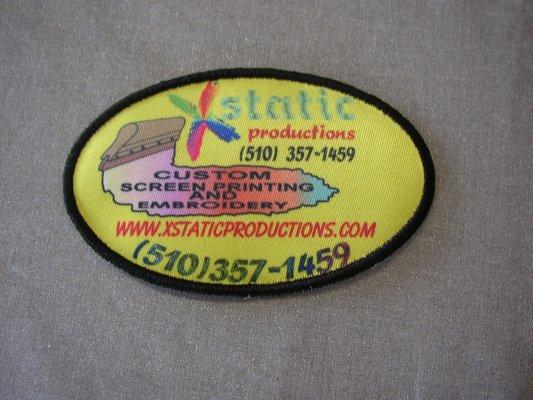 Xstatic
productions
(510) 357-1459
CUSTOM
SCREEN PRINTING
AND
EMBROIDERY
WWW.XSTATICPRODUCTIONS.COM
(510)357-1459